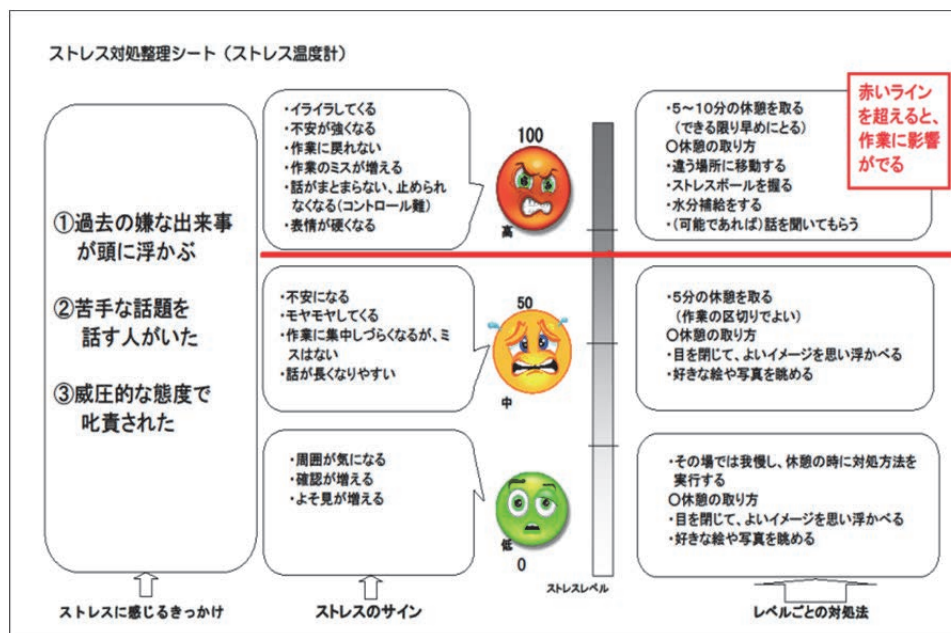 ストレス対処整理シート（ストレス温度計）
①過去の嫌な出来事
が頭に浮かぶ
②苦手な話題を
話す人がいた
③威圧的な態度で
叱責された
ストレスに感じるきっかけ
・イライラしてくる
・不安が強くなる
・作業に戻れない
・作業のミスが増える
・話がまとまらない、止められ
なくなる(コントロール難)
・表情が硬くなる
・不安になる
・モヤモヤしてくる
・作業に集中しづらくなるが、ミ
スはない
・話が長くなりやすい
・周囲が気になる
・確認が増える
・よそ見が増える
ストレスのサイン
100
高
50
中
低
0
ストレスレベル
・5～10分の休憩を取る
(できる限り早めにとる)
〇休憩の取り方
・違う場所に移動する
・ストレスボールを握る
・水分補給をする
・(可能であれば)話を聞いてもらう
赤いライン
を超えると、
作業に影響
がでる
・5分の休憩を取る
(作業の区切りでよい)
〇休憩の取り方
・目を閉じて、よいイメージを思い浮かべる
・好きな絵や写真を眺める
・その場では我慢し、休憩の時に対処方法を
実行する
〇休憩の取り方
・目を閉じて、よいイメージを思い浮かべる
・好きな絵や写真を眺める
レベルごとの対処法